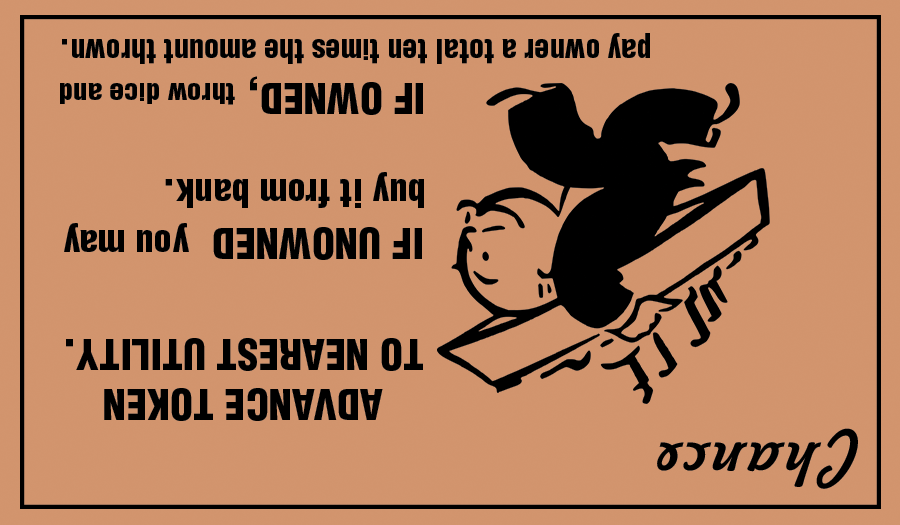 Chance
ADVANCE TOKEN
TO NEAREST UTILITY.
IF UNOWNED you may
buy it from bank.
IF OWNED, throw dice and
pay owner a total ten times the amount thrown.